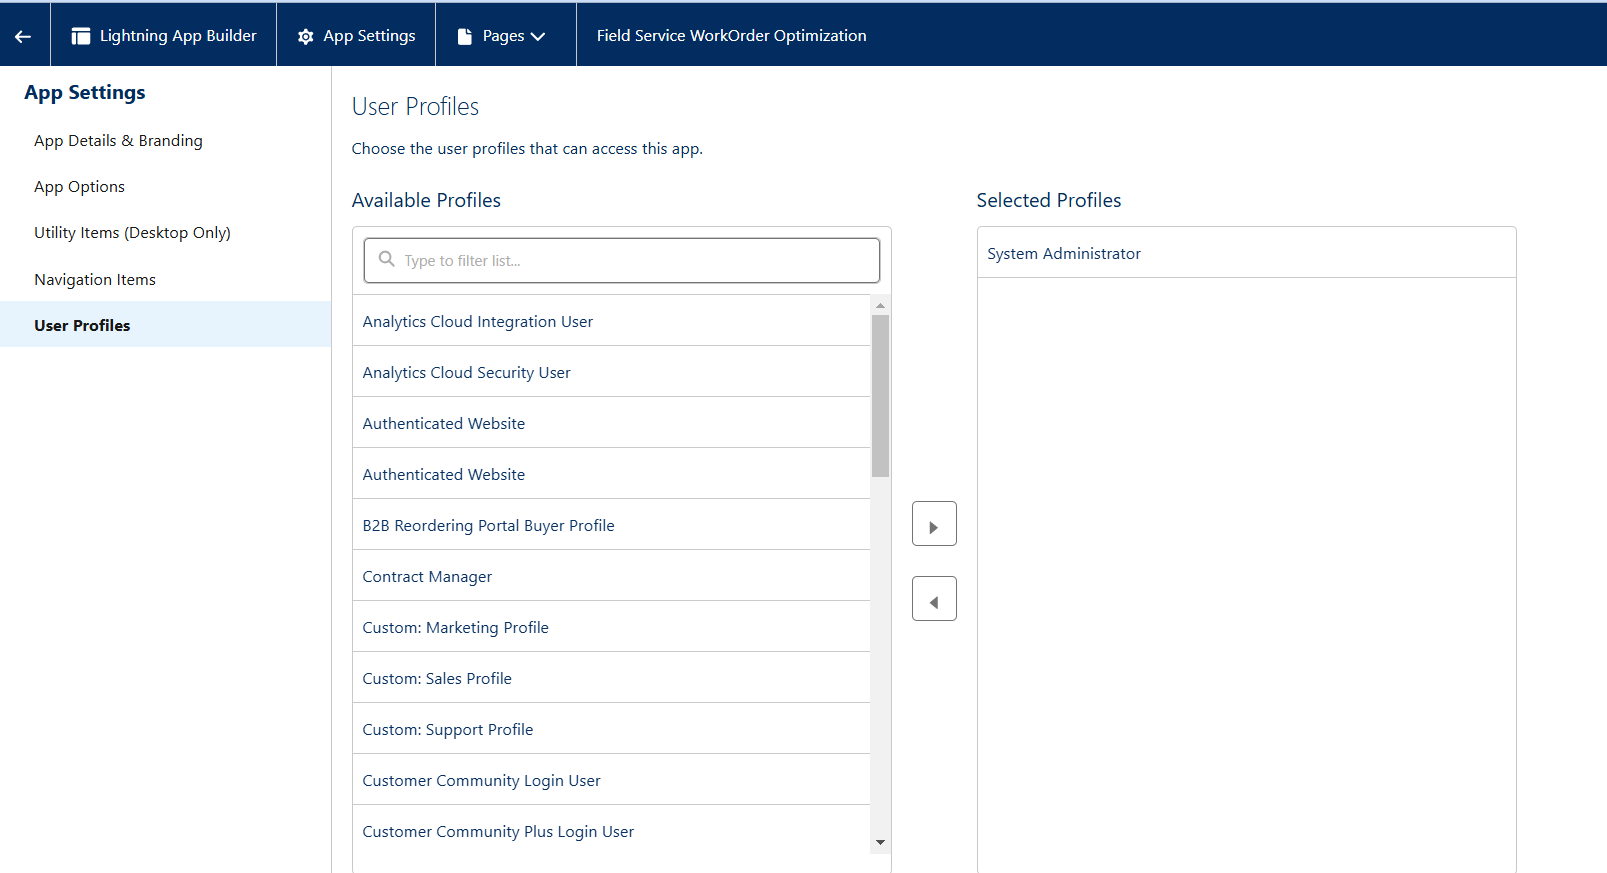 Lightning App Builder
App Settings
Pages
Field Service WorkOrder Optimization
App Settings
App Details & Branding
App Options
Utility Items (Desktop Only)
Navigation Items
User Profiles
User Profiles
Choose the user profiles that can access this app.
Available Profiles
Type to filter list...
Analytics Cloud Integration User
Analytics Cloud Security User
Authenticated Website
Authenticated Website
B2B Reordering Portal Buyer Profile
Contract Manager
Custom: Marketing Profile
Custom: Sales Profile
Custom: Support Profile
Customer Community Login User
Customer Community Plus Login User
Selected Profiles
System Administrator